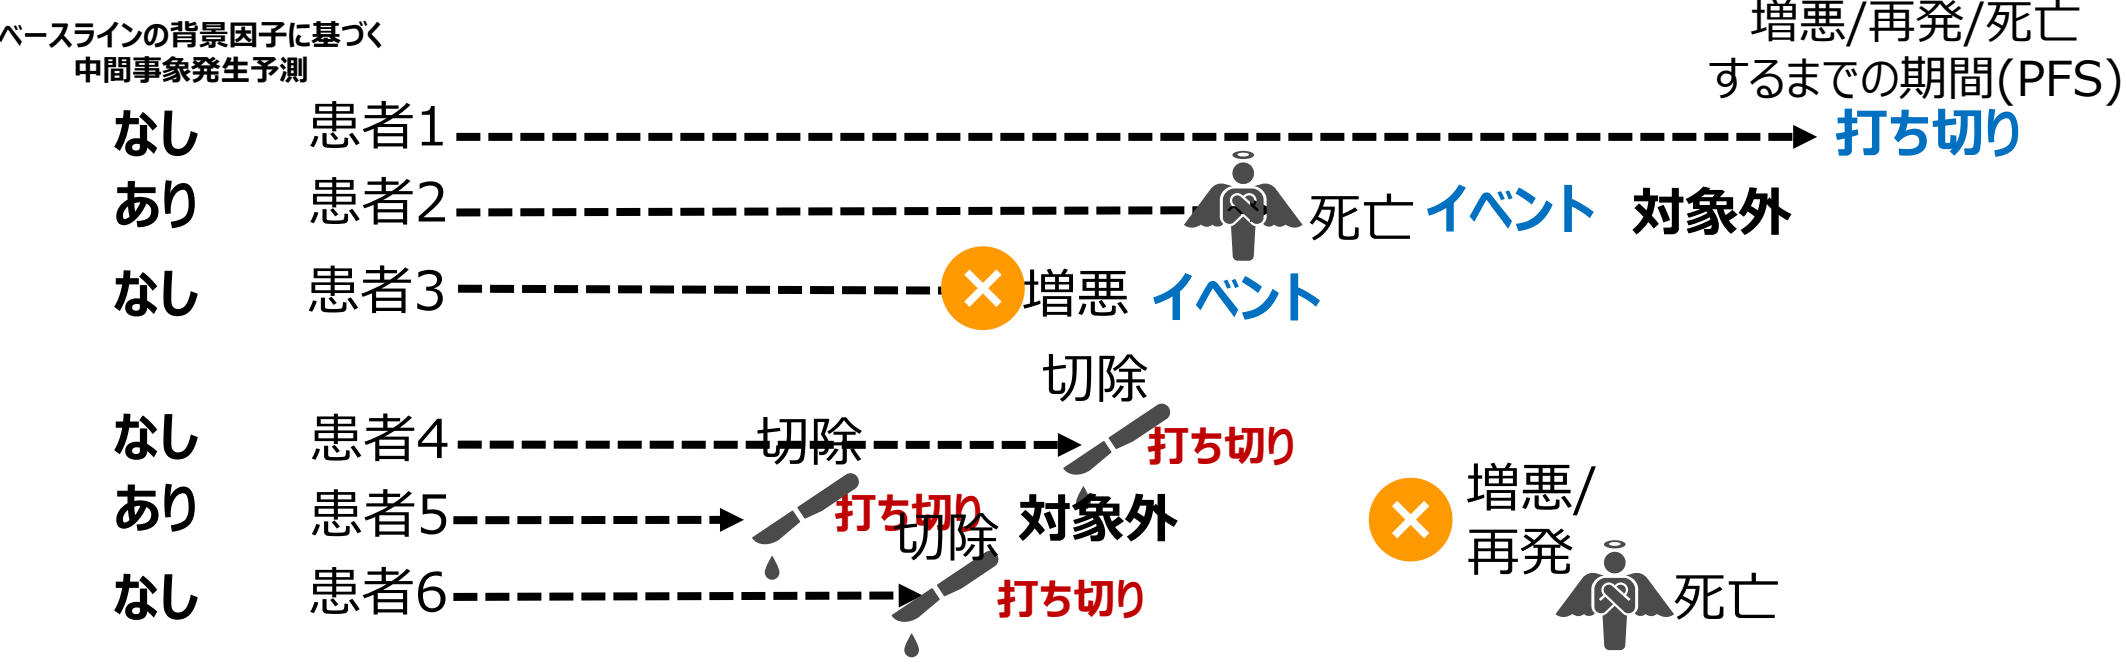 ベースラインの背景因子に基づく
中間事象発生予測
増悪/再発/死亡
するまでの期間(PFS)
なし 患者1 打ち切り
あり 患者2 死亡 イベント 対象外
なし 患者3 増悪 イベント
切除
なし 患者4 打ち切り
切除
あり 患者5 打ち切り 対象外
増悪/
再発
切除
なし 患者6 打ち切り
死亡